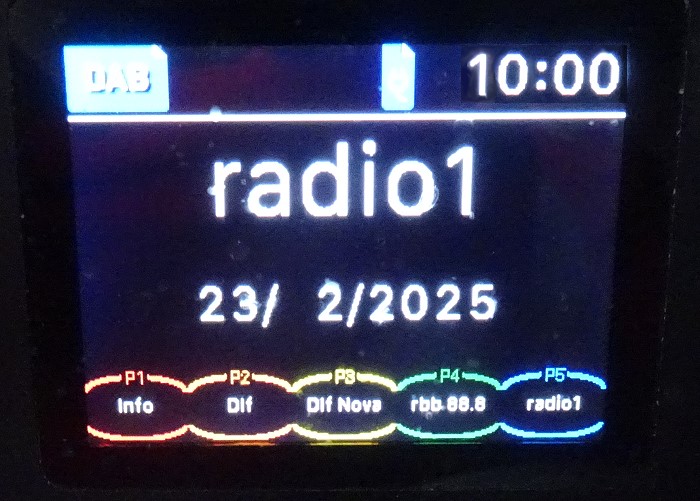 DAB 10:00
radio1
23/ 2/2025
P1 P2 P3 P4 P5
Info Dlf Dlf Nova rbb 88.8 radio1